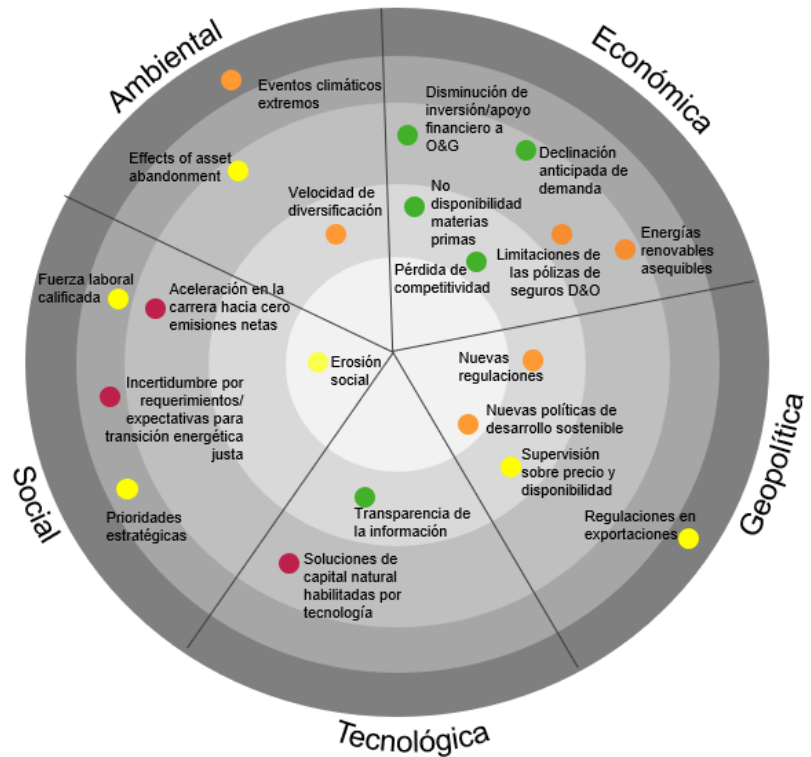 Ambiental
Económica
Eventos climáticos
extremos
Disminución de
inversión/apoyo
financiero a
O&G
Declinación
anticipada de
demanda
Effects of asset
abandonment
Velocidad de
diversificación
No
disponibilidad
materias
primas
Limitaciones de
las pólizas de
seguros D&O
Energías
renovables
asequibles
Pérdida de
competitividad
Fuerza laboral
calificada
Aceleración en la
carrera hacia cero
emisiones netas
Erosión
social
Nuevas
regulaciones
Incertidumbre por
requerimientos/
expectativas para
transición energética
justa
Nuevas políticas de
desarrollo sostenible
Supervisión
sobre precio y
disponibilidad
Geopolítica
Social
Prioridades
estratégicas
Transparencia de
la información
Regulaciones en
exportaciones
Soluciones de
capital natural
habilitadas por
tecnología
Tecnológica